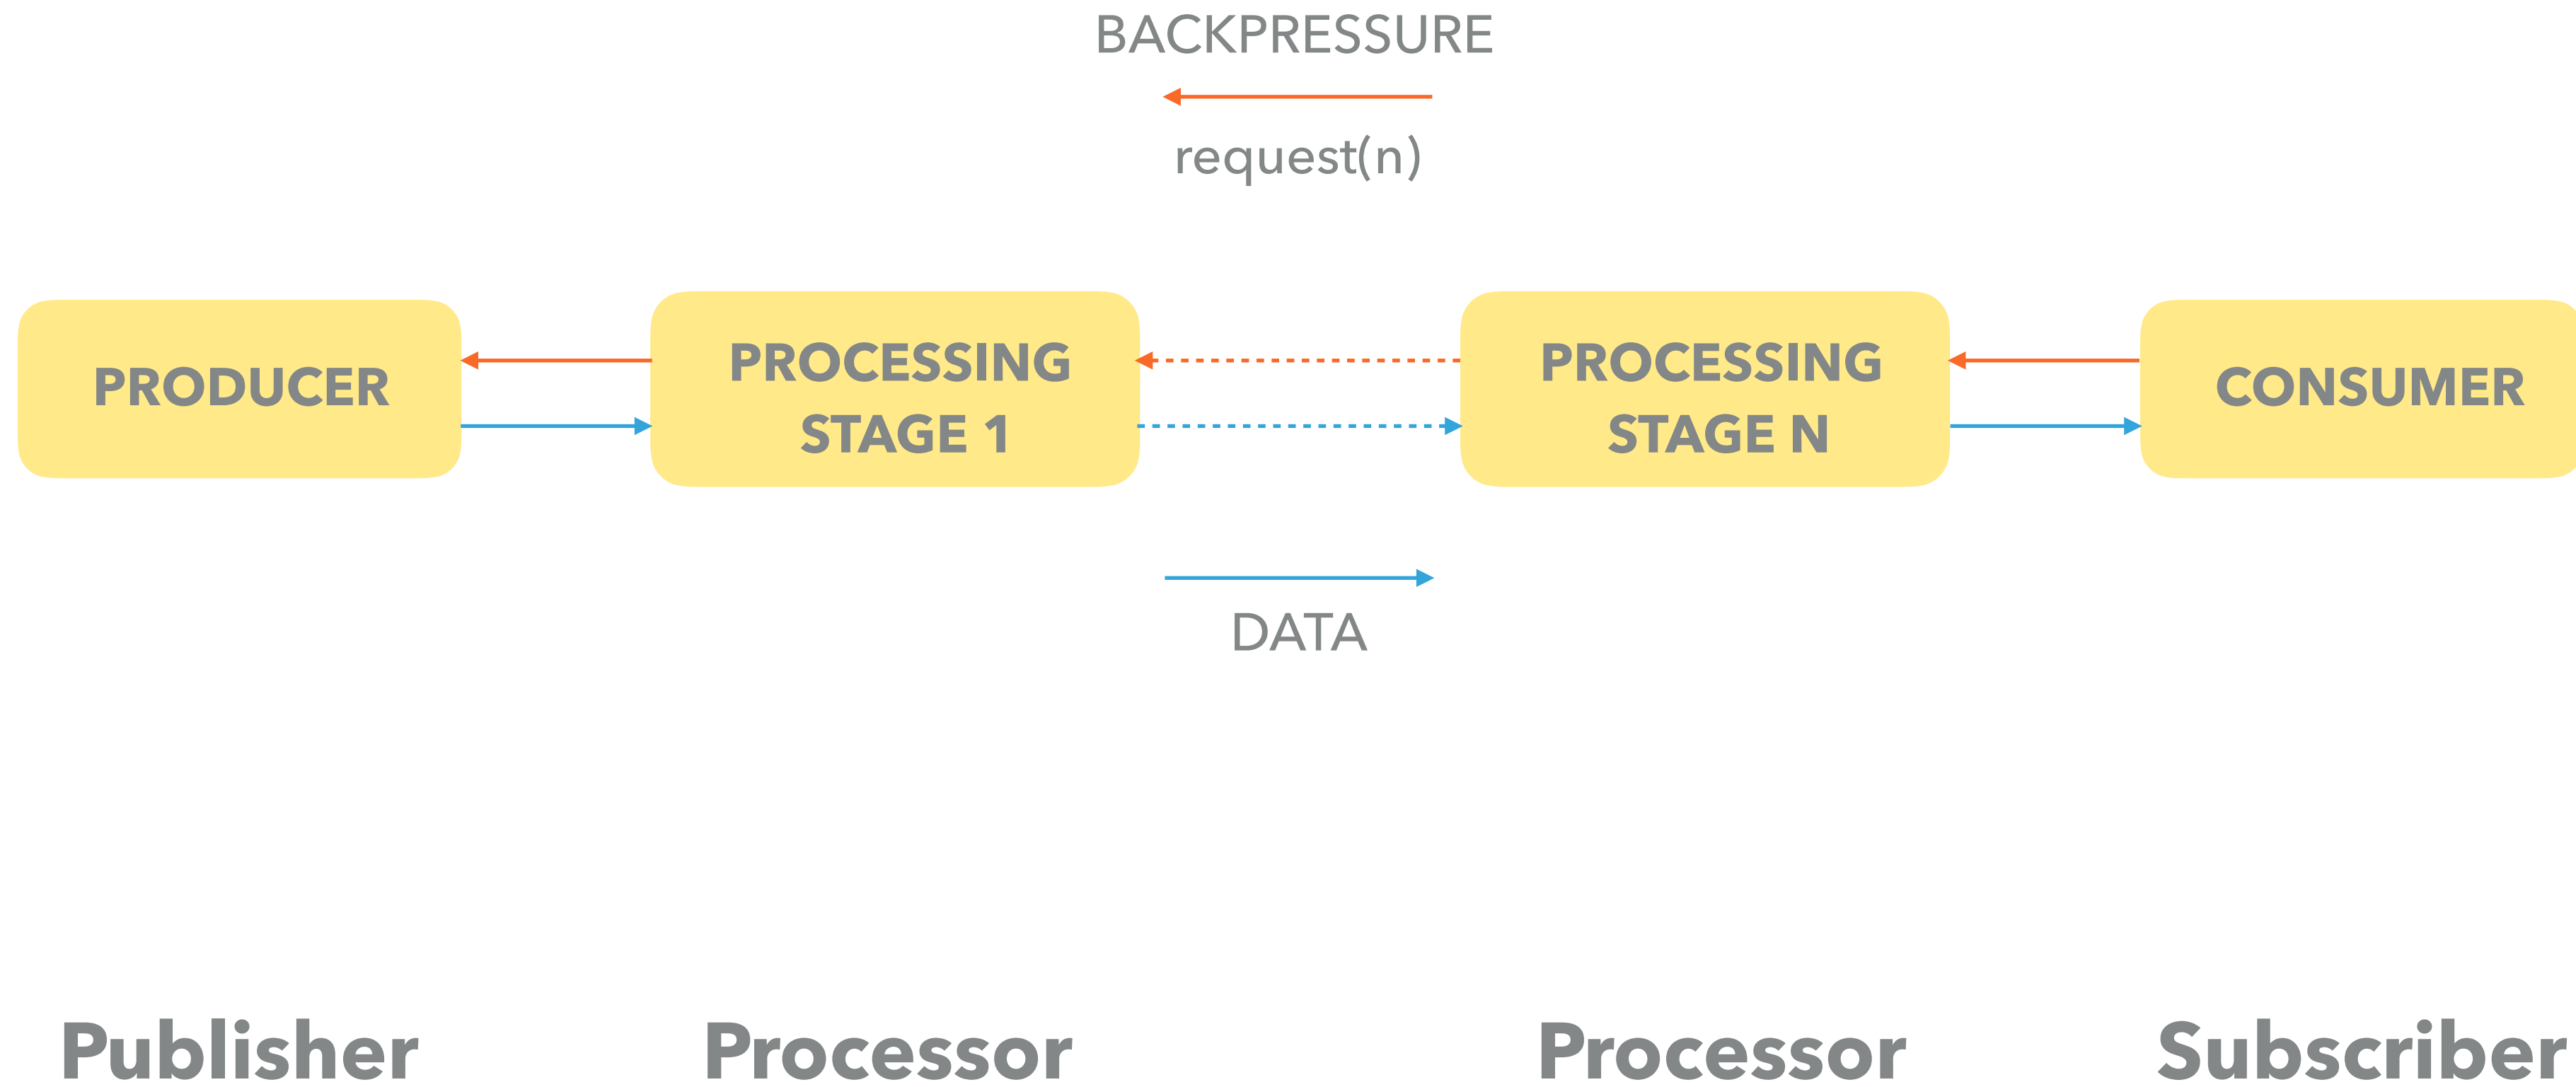 BACKPRESSURE
request(n)
PRODUCER
PROCESSING
STAGE 1
PROCESSING
STAGE N
CONSUMER
DATA
Publisher
Processor
Processor
Subscriber